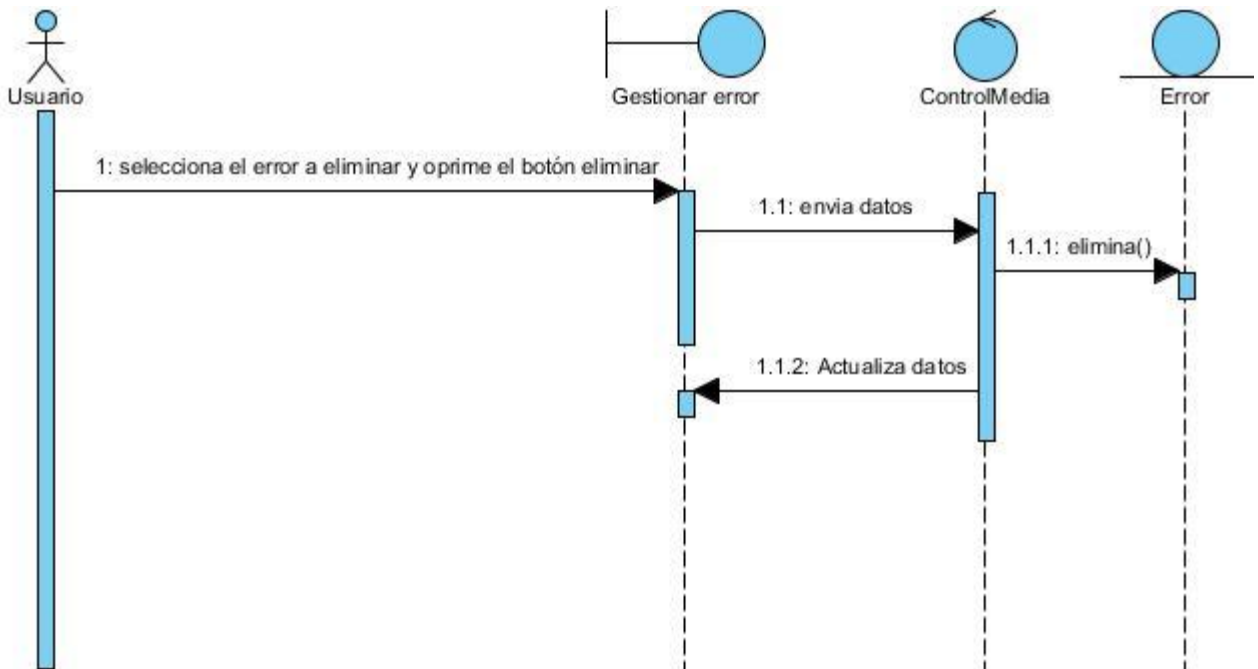 Usuario
Gestionar error
ControlMedia
Error
1: selecciona el error a eliminar y oprime el botón eliminar
1.1: envia datos
1.1.1: elimina()
1.1.2: Actualiza datos